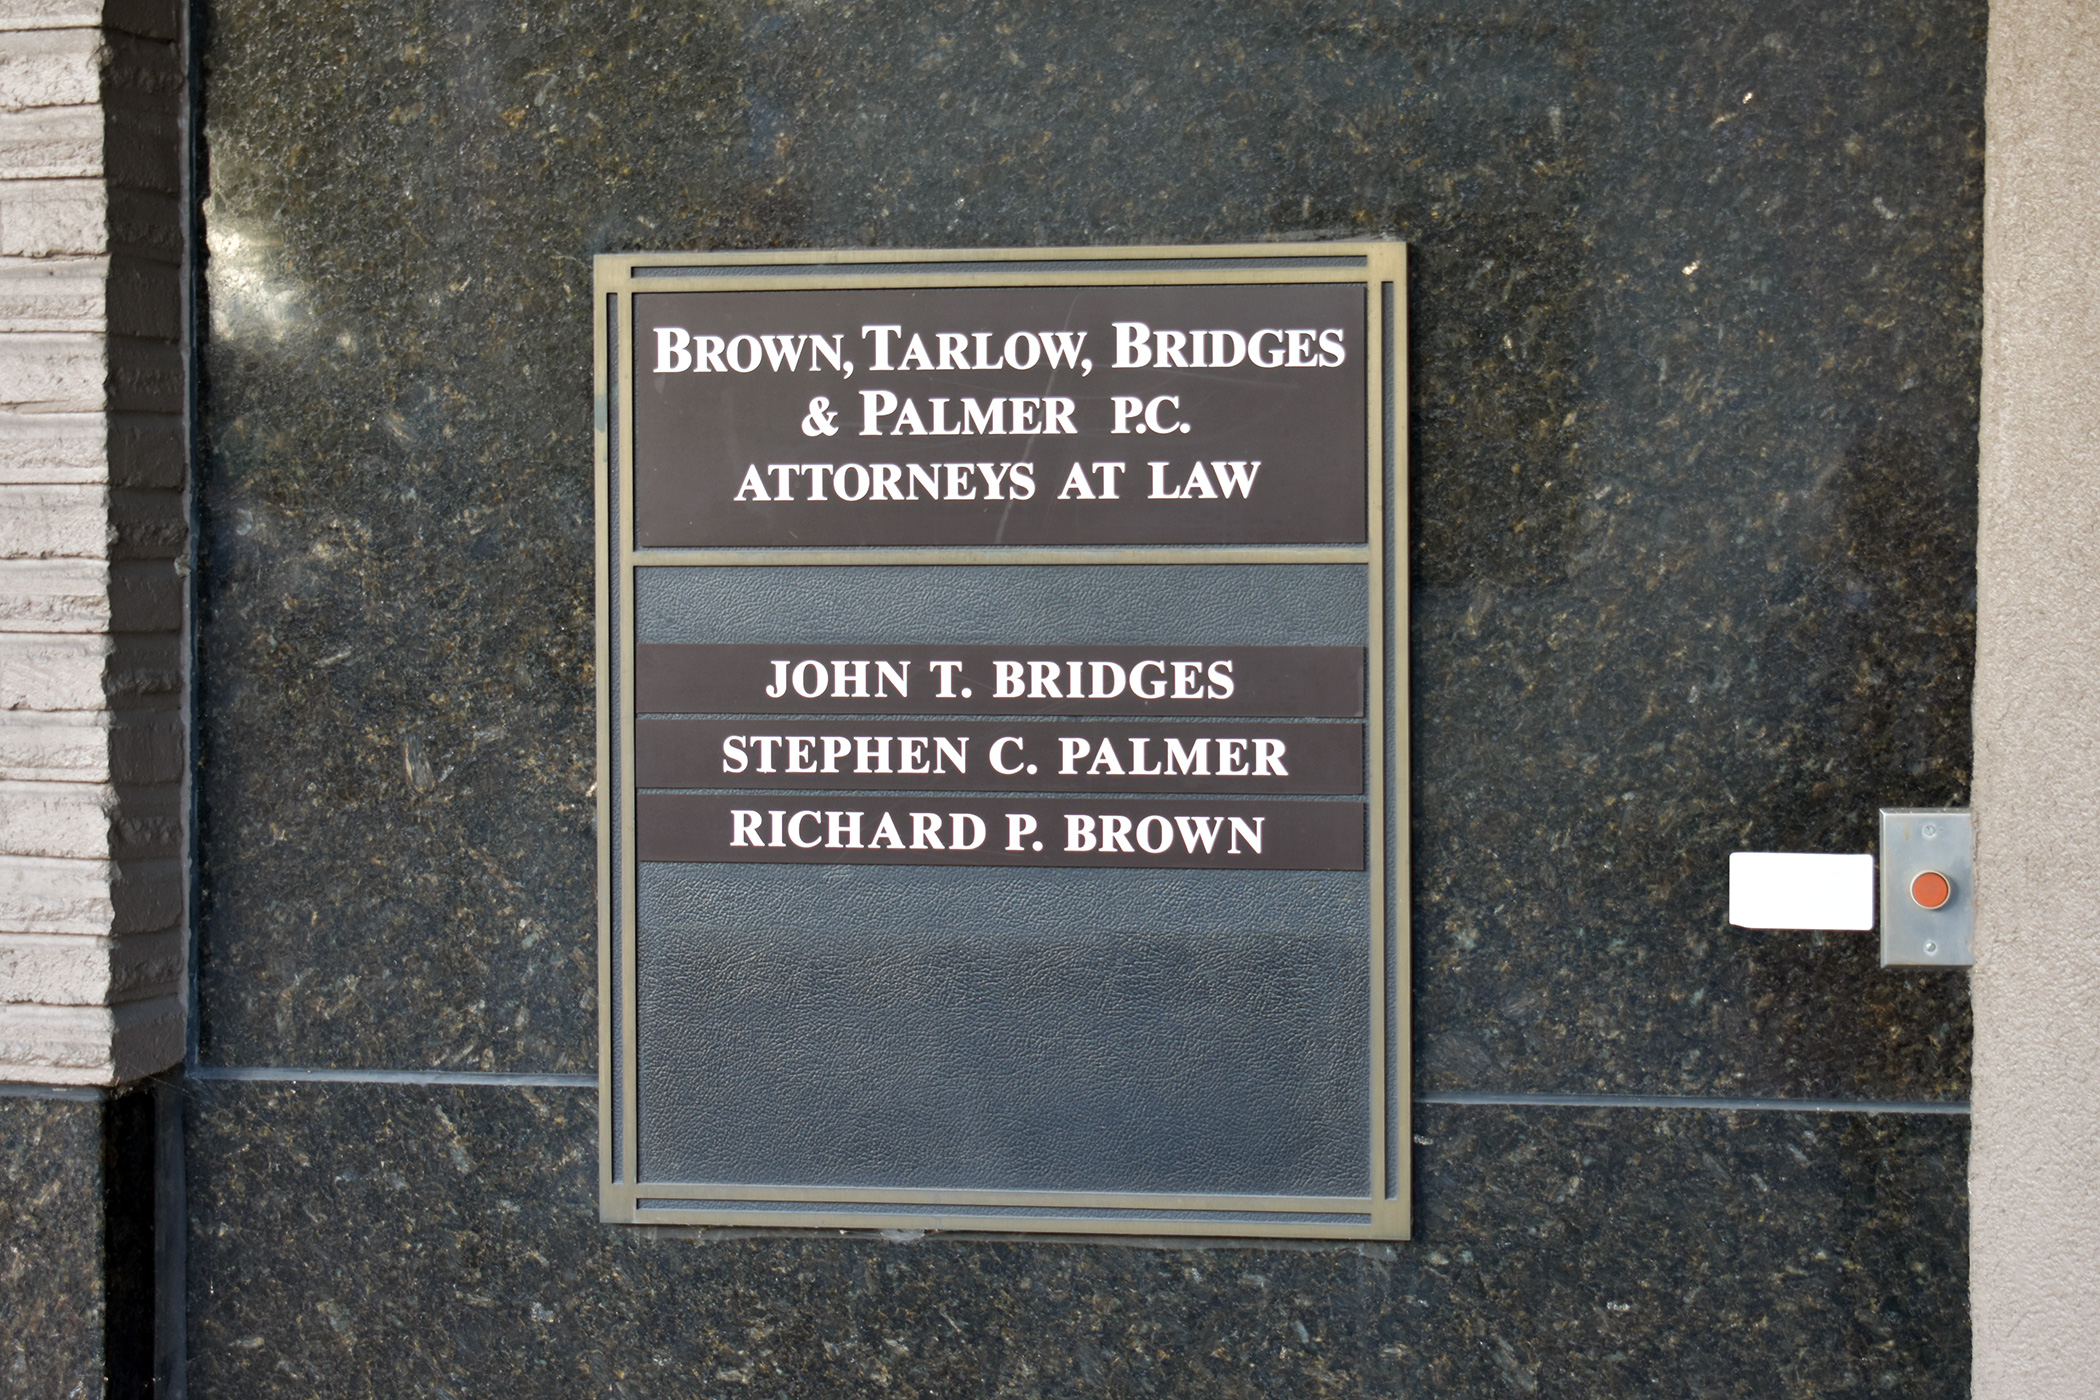 BROWN, TARLOW, BRIDGES
& PALMER P.C.
ATTORNEYS AT LAW
JOHN T. BRIDGES
STEPHEN C. PALMER
RICHARD P. BROWN